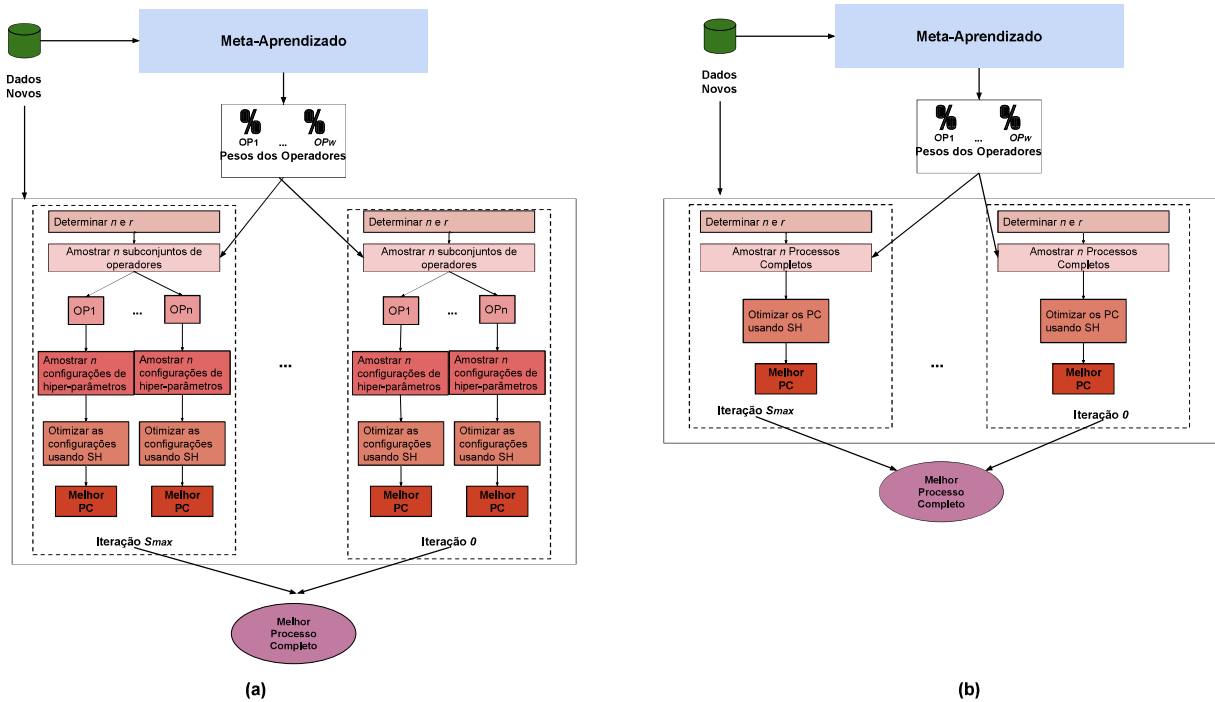 Meta-Aprendizado
Dados
Novos
% %
OP1 ... OPw
Pesos dos Operadores
Determinar n e r
Amostrar n subconjuntos de
operadores
OP1 ... OPn
Amostrar n
configurações de
hiper-parâmetros
Amostrar n
configurações de
hiper-parâmetros
Otimizar as
configurações
usando SH
Otimizar as
configurações
usando SH
Melhor
PC
Melhor
PC
Iteração Smax
...
Determinar n e r
Amostrar n subconjuntos de
operadores
OP1 ... OPn
Amostrar n
configurações de
hiper-parâmetros
Amostrar n
configurações de
hiper-parâmetros
Otimizar as
configurações
usando SH
Otimizar as
configurações
usando SH
Melhor
PC
Melhor
PC
Iteração 0
Melhor
Processo
Completo
(a)
Meta-Aprendizado
Dados
Novos
% %
OP1 ... OPw
Pesos dos Operadores
Determinar n e r
Amostrar n Processos
Completos
Otimizar os PC
usando SH
Melhor
PC
Iteração Smax
...
Determinar n e r
Amostrar n Processos
Completos
Otimizar os PC
usando SH
Melhor
PC
Iteração 0
Melhor
Processo
Completo
(b)